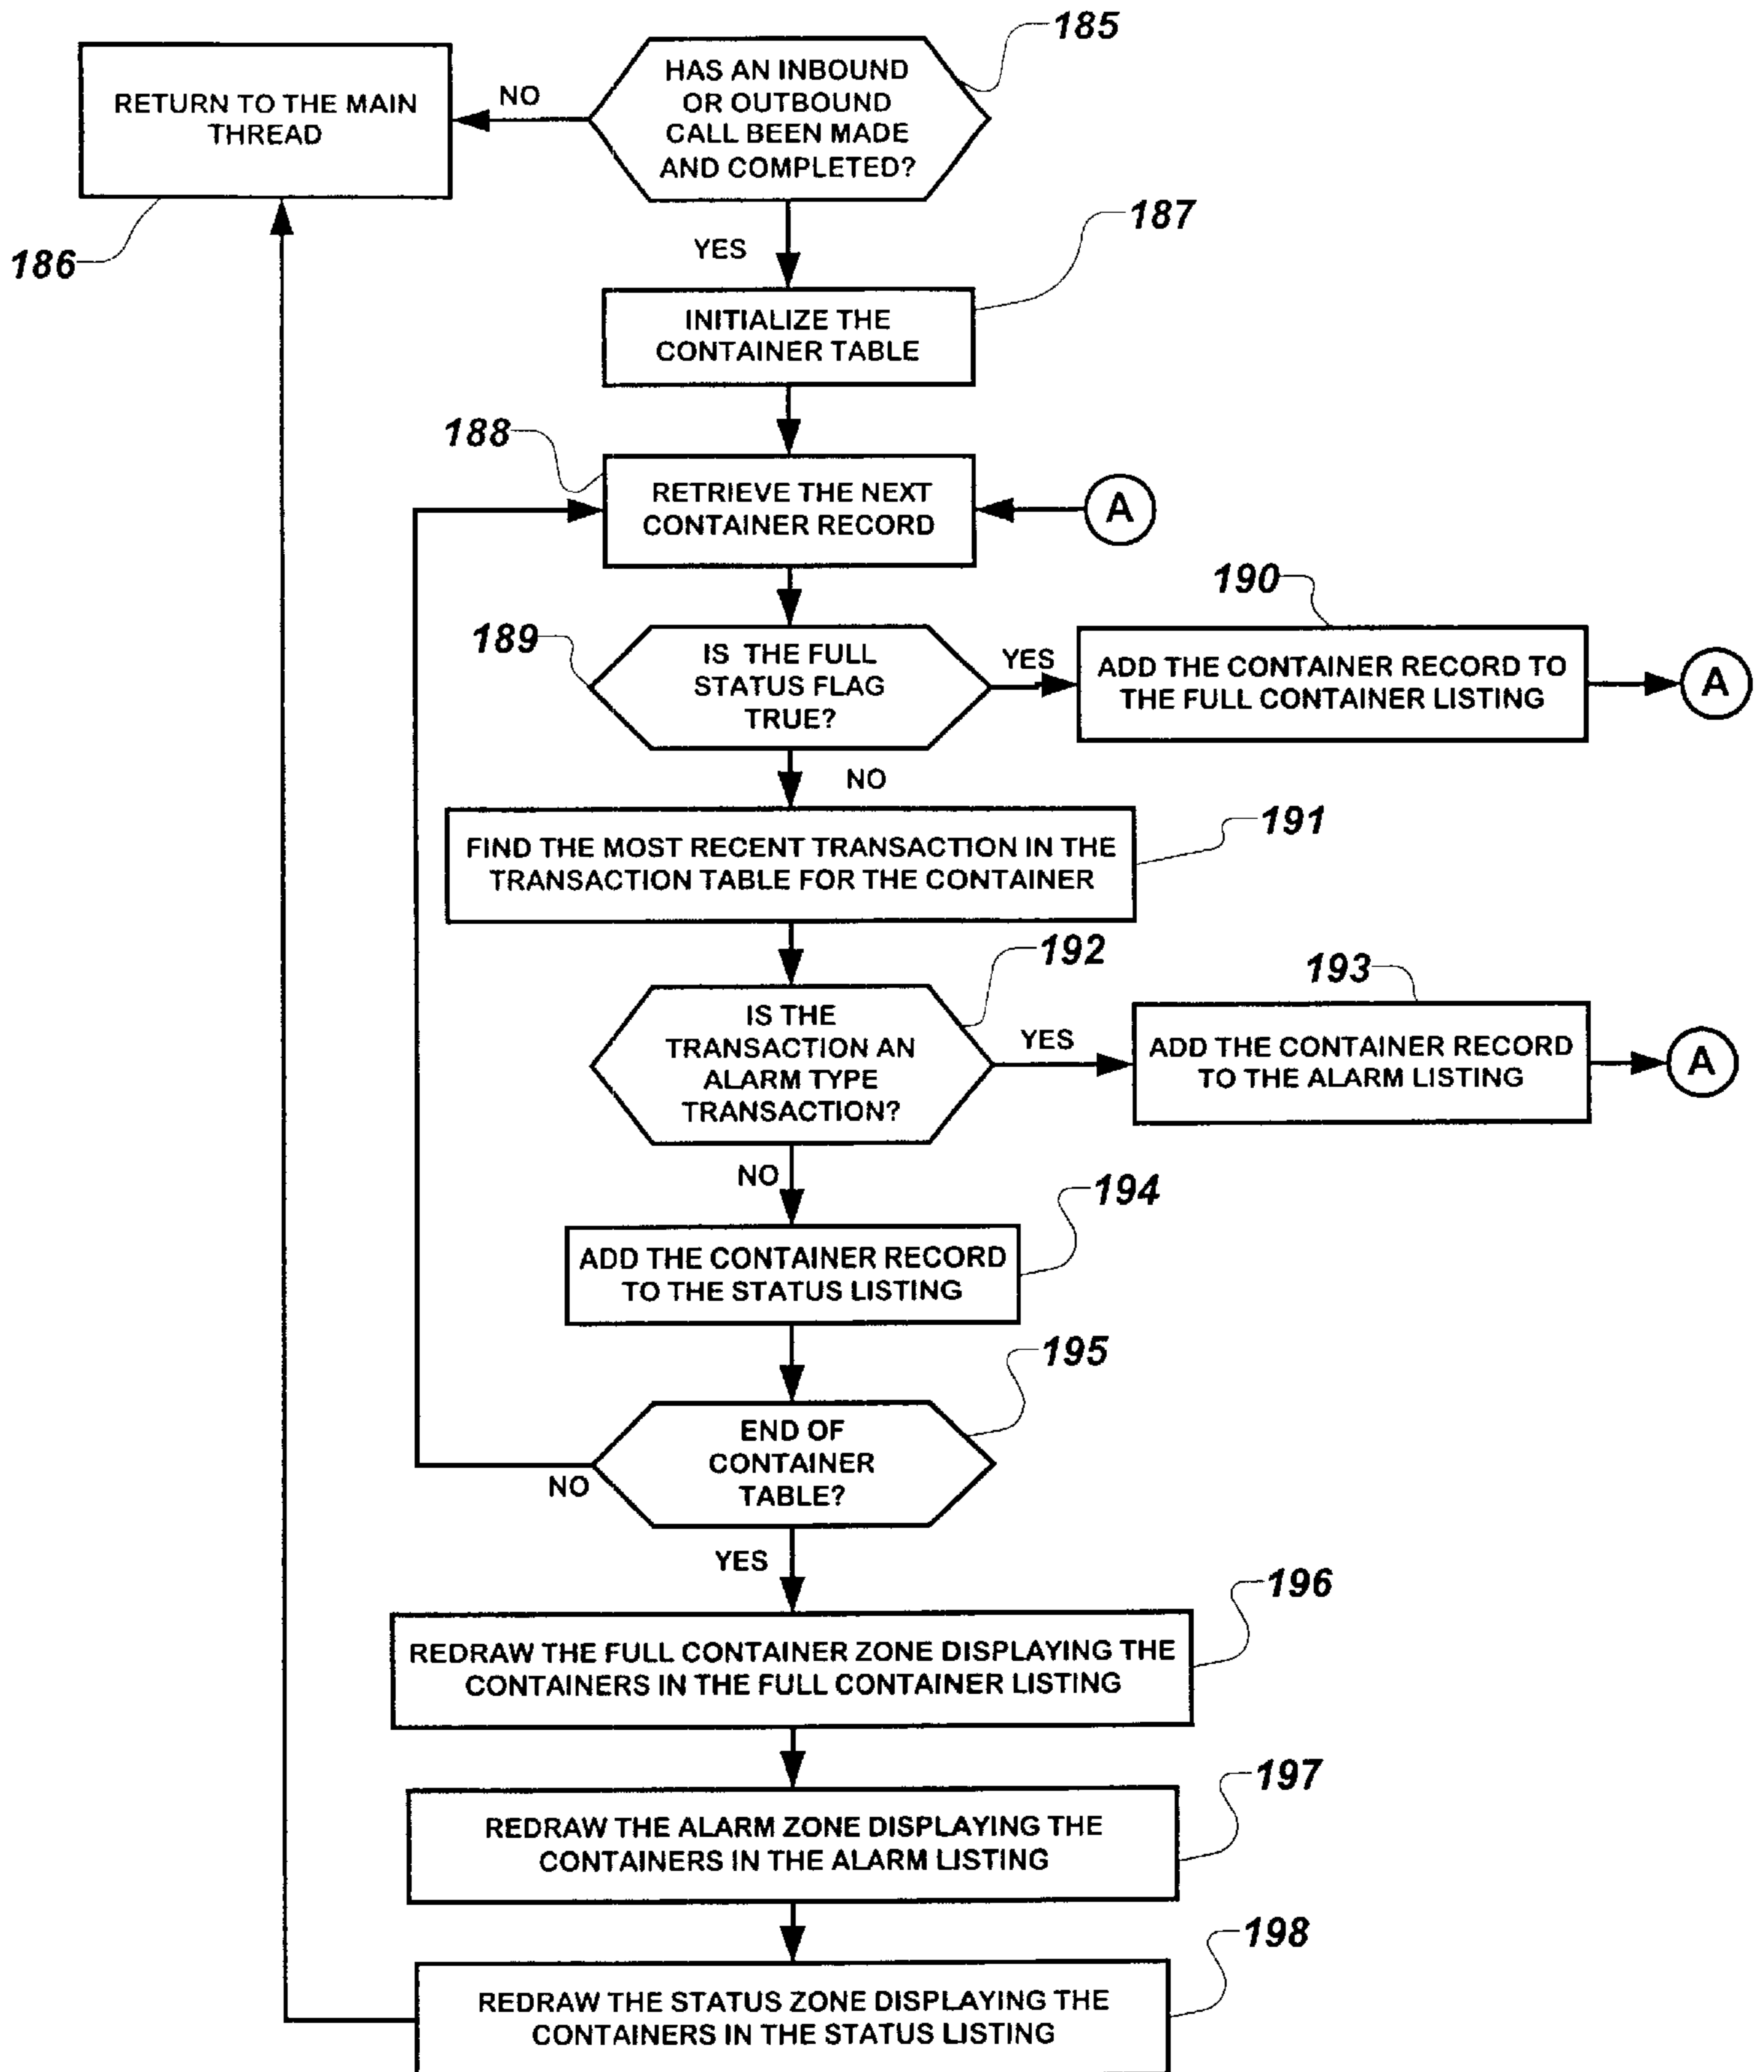 185
HAS AN INBOUND
OR OUTBOUND
CALL BEEN MADE
AND COMPLETED?
NO
RETURN TO THE MAIN
THREAD
186
YES
187
INITIALIZE THE
CONTAINER TABLE
188
RETRIEVE THE NEXT
CONTAINER RECORD
A
189
IS THE FULL
STATUS FLAG
TRUE?
YES
190
ADD THE CONTAINER RECORD TO
THE FULL CONTAINER LISTING
A
NO
191
FIND THE MOST RECENT TRANSACTION IN THE
TRANSACTION TABLE FOR THE CONTAINER
192
IS THE
TRANSACTION AN
ALARM TYPE
TRANSACTION?
YES
193
ADD THE CONTAINER RECORD
TO THE ALARM LISTING
A
NO
194
ADD THE CONTAINER RECORD
TO THE STATUS LISTING
195
END OF
CONTAINER
TABLE?
NO
YES
196
REDRAW THE FULL CONTAINER ZONE DISPLAYING THE
CONTAINERS IN THE FULL CONTAINER LISTING
197
REDRAW THE ALARM ZONE DISPLAYING THE
CONTAINERS IN THE ALARM LISTING
198
REDRAW THE STATUS ZONE DISPLAYING THE
CONTAINERS IN THE STATUS LISTING